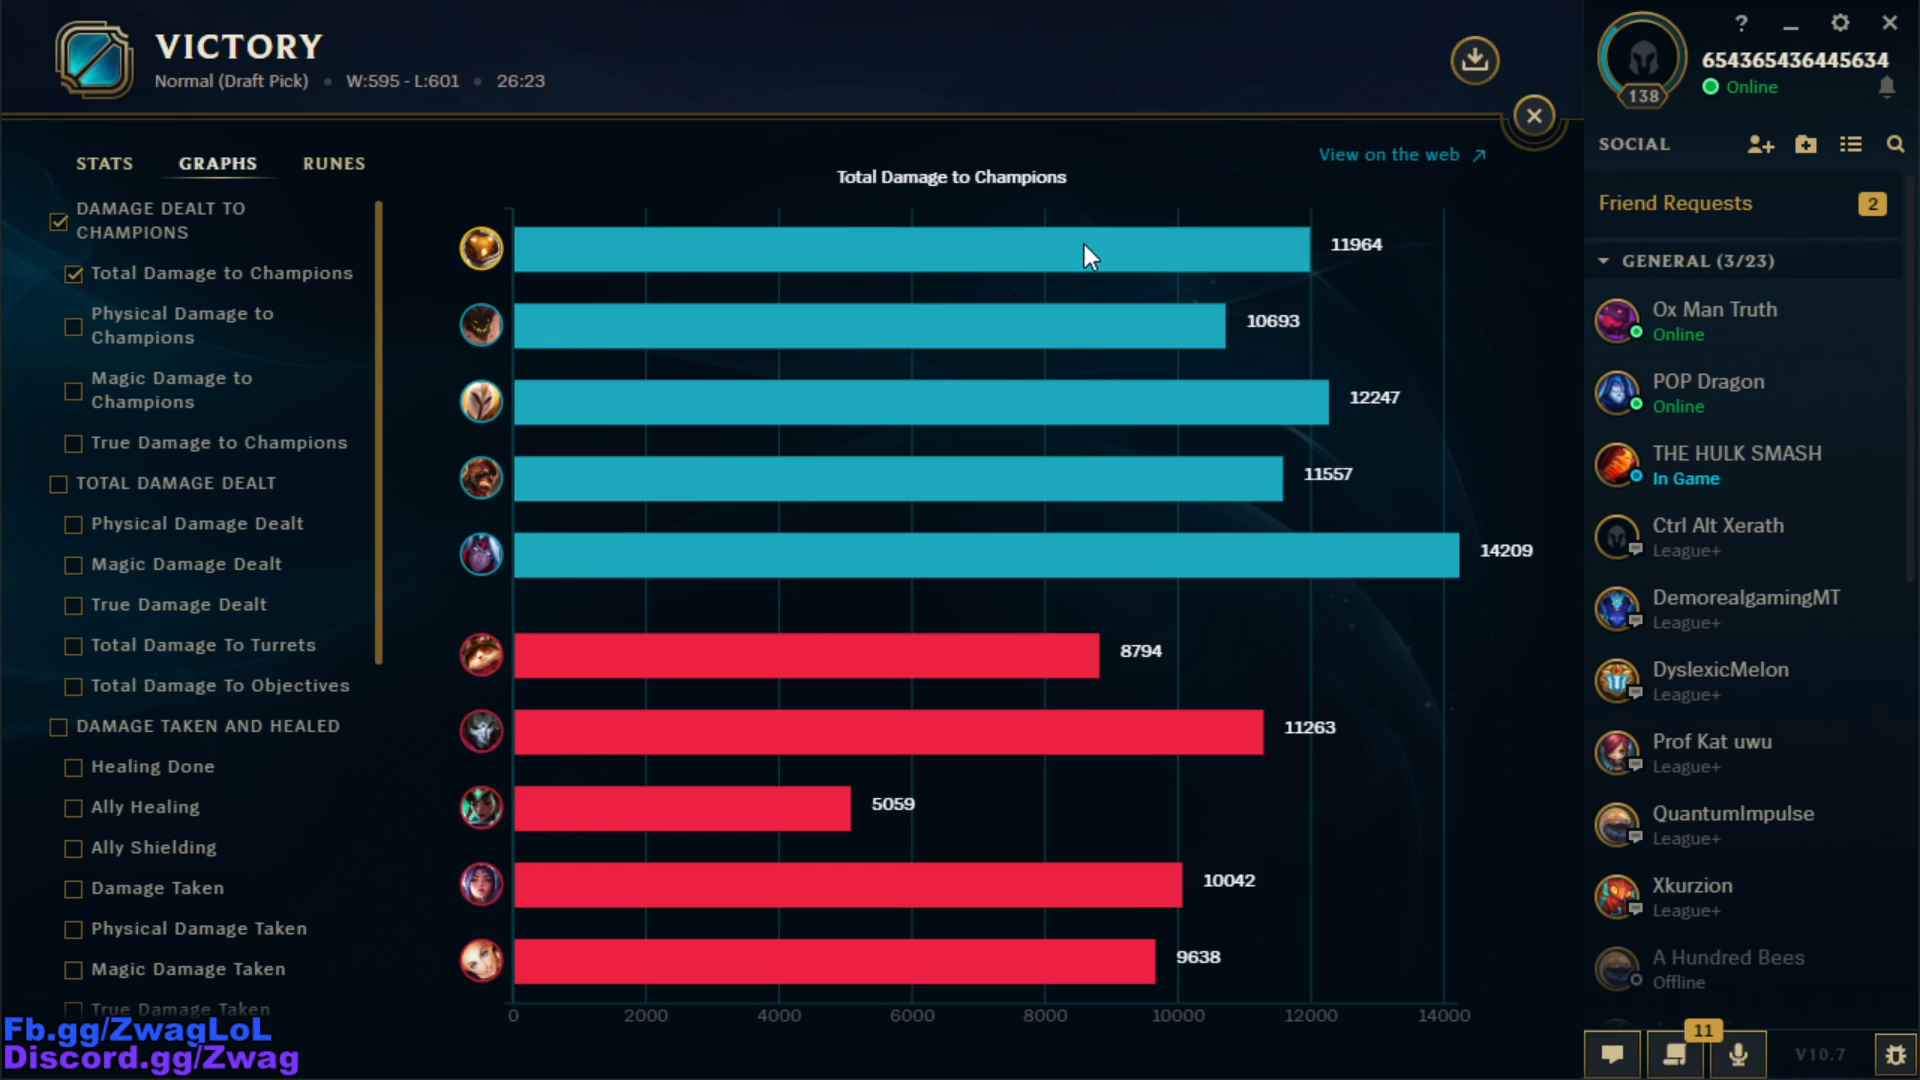 VICTORY
Normal (Draft Pick) • W:595 - L:601 • 26:23
STATS GRAPHS RUNES
DAMAGE DEALT TO
CHAMPIONS
Total Damage to Champions
Physical Damage to
Champions
Magic Damage to
Champions
True Damage to Champions
TOTAL DAMAGE DEALT
Physical Damage Dealt
Magic Damage Dealt
True Damage Dealt
Total Damage To Turrets
Total Damage To Objectives
DAMAGE TAKEN AND HEALED
Healing Done
Ally Healing
Ally Shielding
Damage Taken
Physical Damage Taken
Magic Damage Taken
True Damage Taken
Fb.gg/ZwagLoL
Discord.gg/Zwag
View on the web
Total Damage to Champions
11964
10693
12247
11557
14209
8794
11263
5059
10042
9638
0 2000 4000 6000 8000 10000 12000 14000
?
138
654365436445634
Online
SOCIAL
Friend Requests 2
GENERAL (3/23)
Ox Man Truth
Online
POP Dragon
Online
THE HULK SMASH
In Game
Ctrl Alt Xerath
League+
DemorealgamingMT
League+
DyslexicMelon
League+
Prof Kat uwu
League+
QuantumImpulse
League+
Xkurzion
League+
A Hundred Bees
Offline
11
V10.7